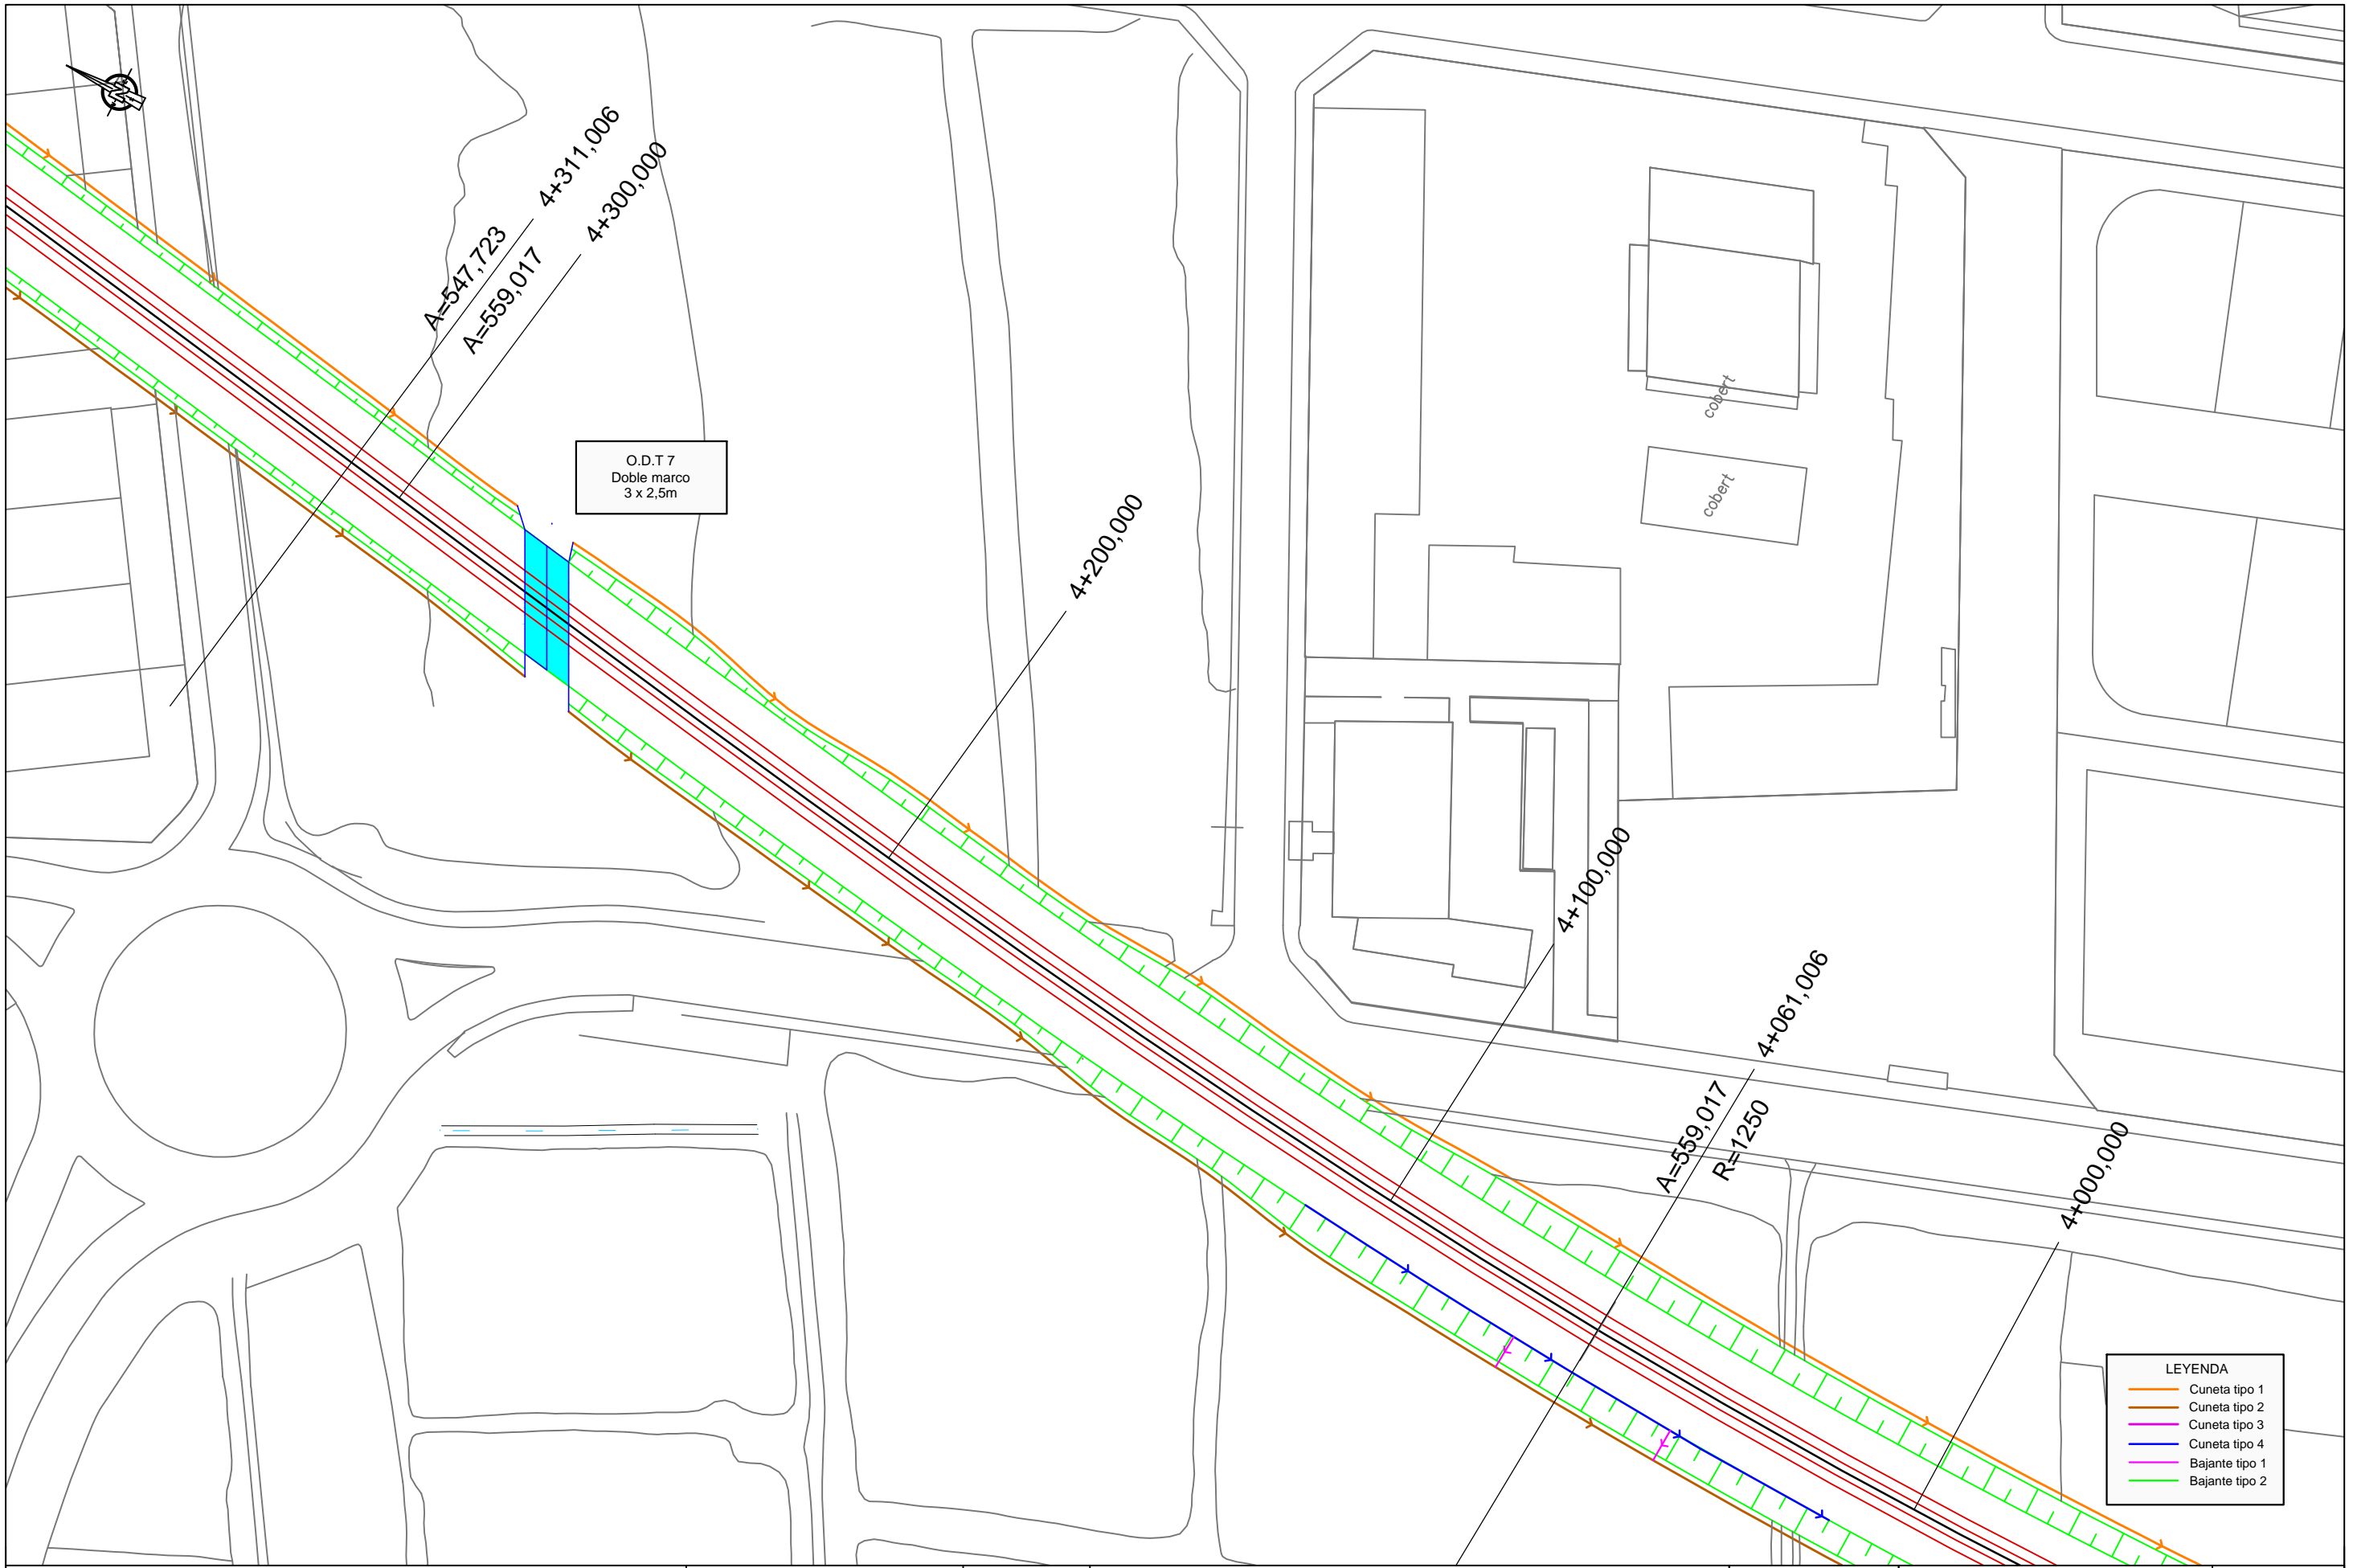 N
4+311,006
4+300,000
A=547,723
A=559,017
O.D.T 7
Doble marco
3 x 2,5m
cobert
cobert
4+200,000
4+100,000
4+061,006
A=559,017
R=1250
4+000,000
LEYENDA
Cuneta tipo 1
Cuneta tipo 2
Cuneta tipo 3
Cuneta tipo 4
Bajante tipo 1
Bajante tipo 2